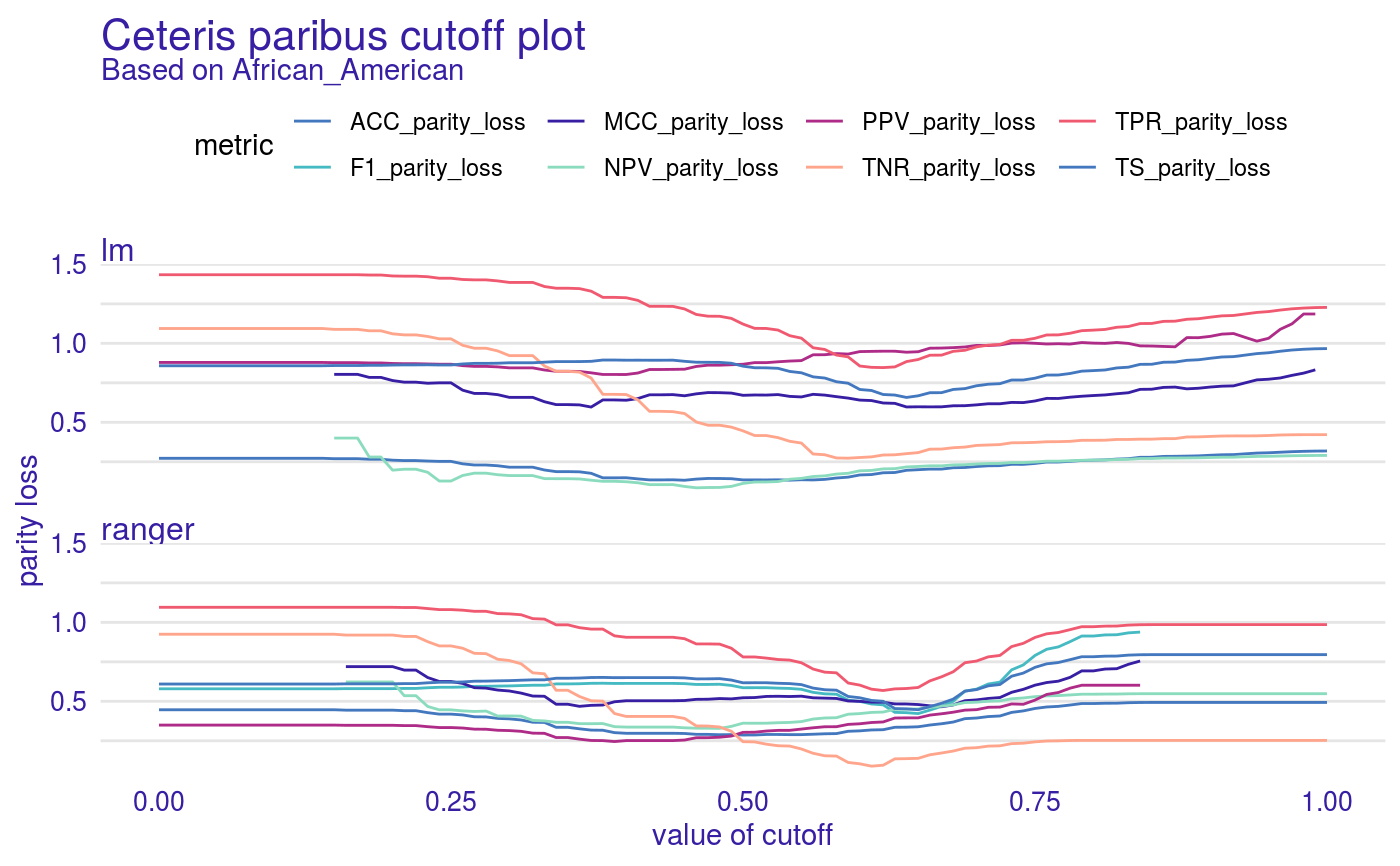 Ceteris paribus cutoff plot
Based on African_American
metric
ACC_parity_loss MCC_parity_loss PPV_parity_loss TPR_parity_loss
F1_parity_loss NPV_parity_loss TNR_parity_loss TS_parity_loss
lm
1.5
1.0
0.5
parity loss
ranger
1.5
1.0
0.5
0.00 0.25 0.50 0.75 1.00
value of cutoff